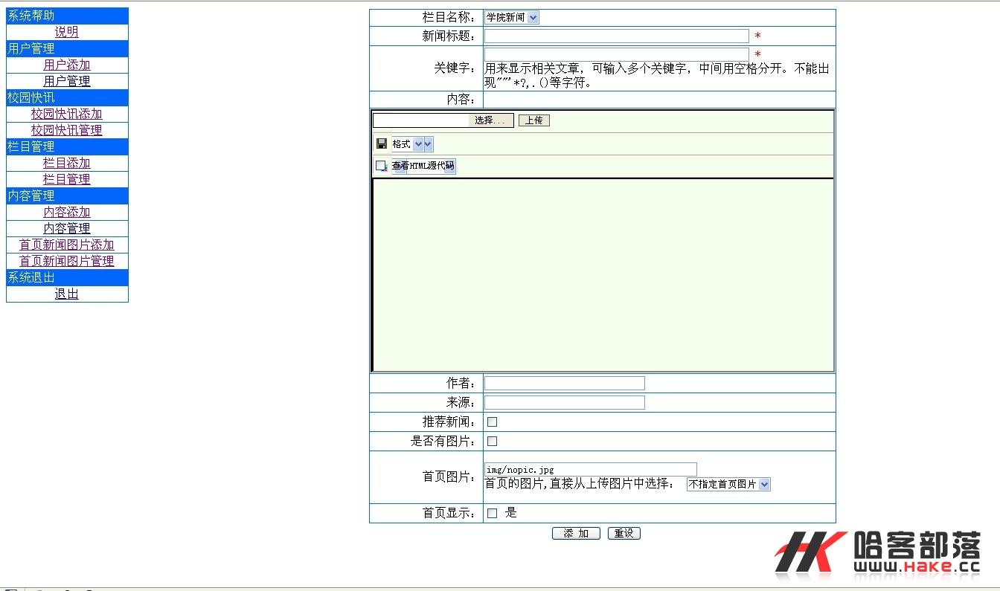 系统帮助
说明
用户管理
用户添加
用户管理
校园快讯
校园快讯添加
校园快讯管理
栏目管理
栏目添加
栏目管理
内容管理
内容添加
内容管理
首页新闻图片添加
首页新闻图片管理
系统退出
退出
栏目名称： 学院新闻
新闻标题： *
关键字： *
用来显示相关文章，可输入多个关键字，中间用空格分开。不能出
现""'*?,.()等字符。
内容：
选择... 上传
格式
查看HTML源代码
作者：
来源：
推荐新闻：
是否有图片：
首页图片： img/nopic.jpg
首页的图片,直接从上传图片中选择： 不指定首页图片
首页显示： 是
添 加 重设
哈客部落
www.Hake.cc